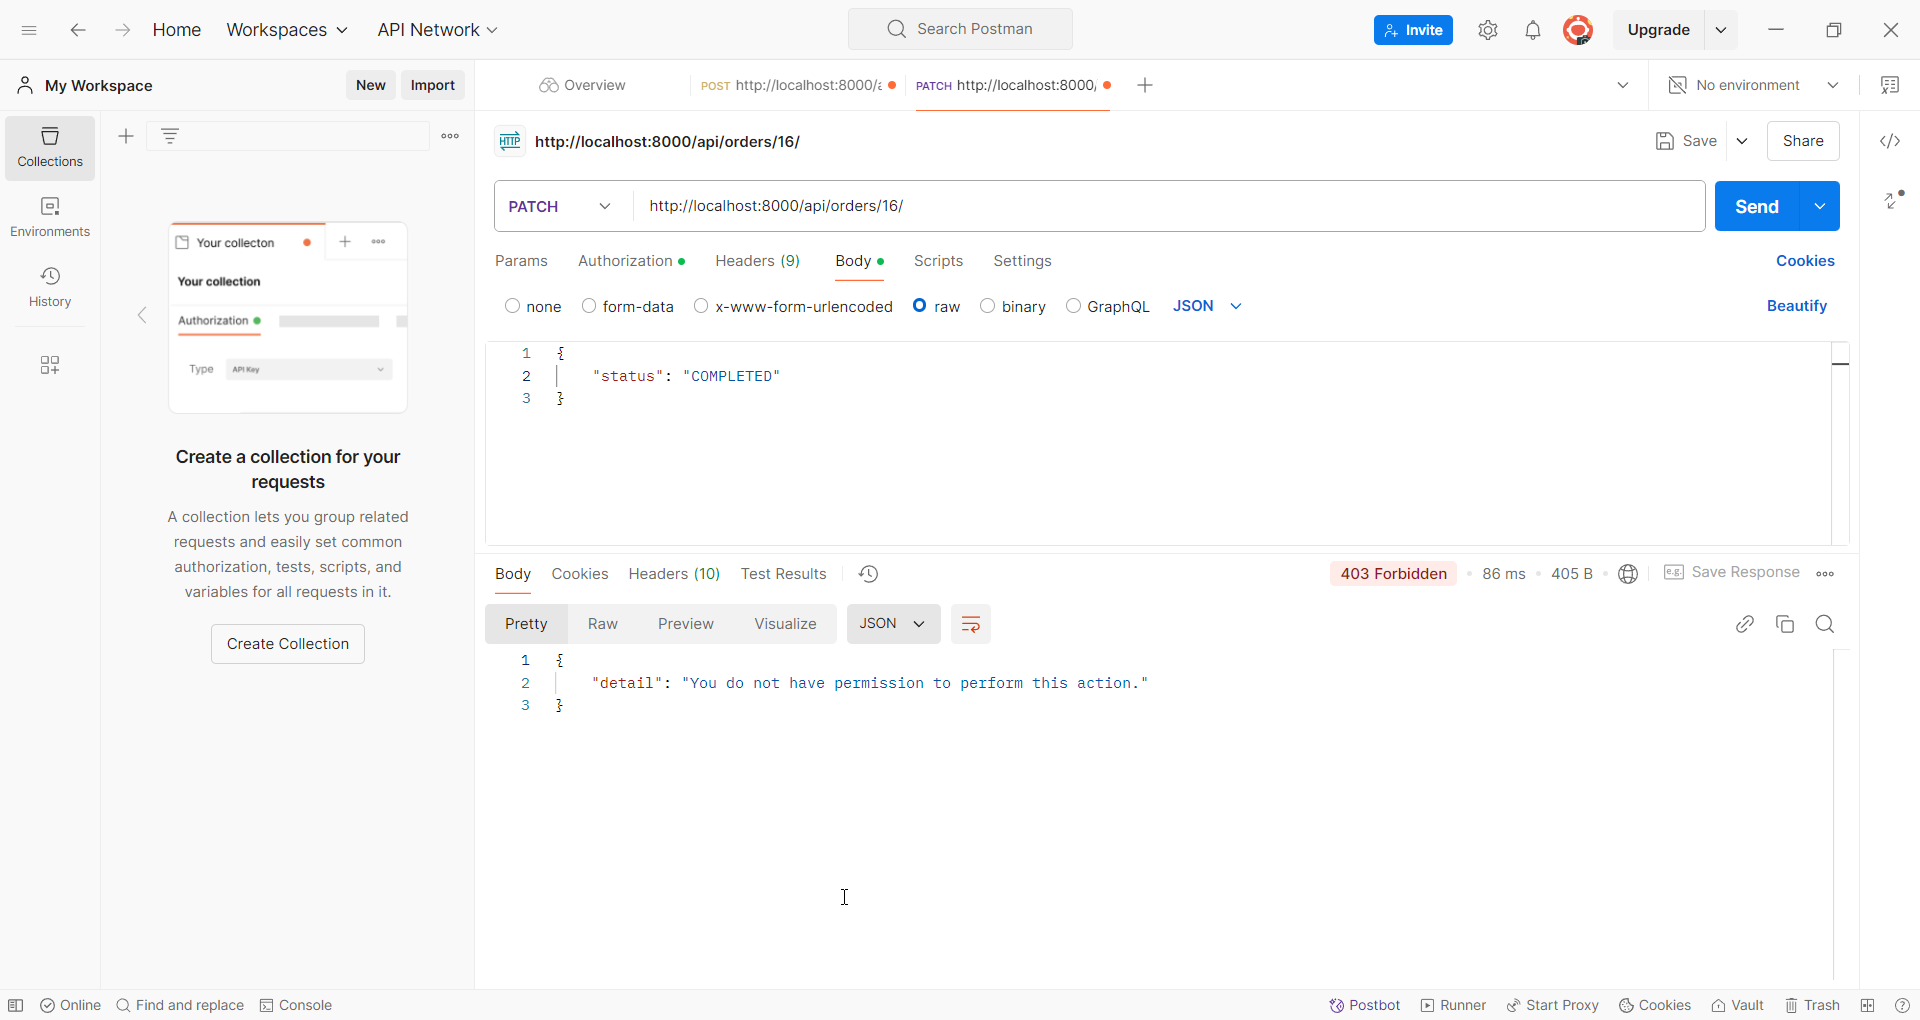 Home
Workspaces
API Network
Search Postman
Invite
Upgrade
My Workspace
New
Import
Overview
POST http://localhost:8000/
PATCH http://localhost:8000/
No environment
Collections
Environments
History
HTTP
http://localhost:8000/api/orders/16/
Save
Share
PATCH
http://localhost:8000/api/orders/16/
Send
Params
Authorization
Headers (9)
Body
Scripts
Settings
Cookies
none
form-data
x-www-form-urlencoded
raw
binary
GraphQL
JSON
Beautify
1 {
2 "status": "COMPLETED"
3 }
Your collecton
Your collection
Authorization
Type
API Key
Create a collection for your
requests
A collection lets you group related
requests and easily set common
authorization, tests, scripts, and
variables for all requests in it.
Create Collection
Body
Cookies
Headers (10)
Test Results
403 Forbidden
86 ms
405 B
e.g.
Save Response
Pretty
Raw
Preview
Visualize
JSON
1 {
2 "detail": "You do not have permission to perform this action."
3 }
Online
Find and replace
Console
Postbot
Runner
Start Proxy
Cookies
Vault
Trash